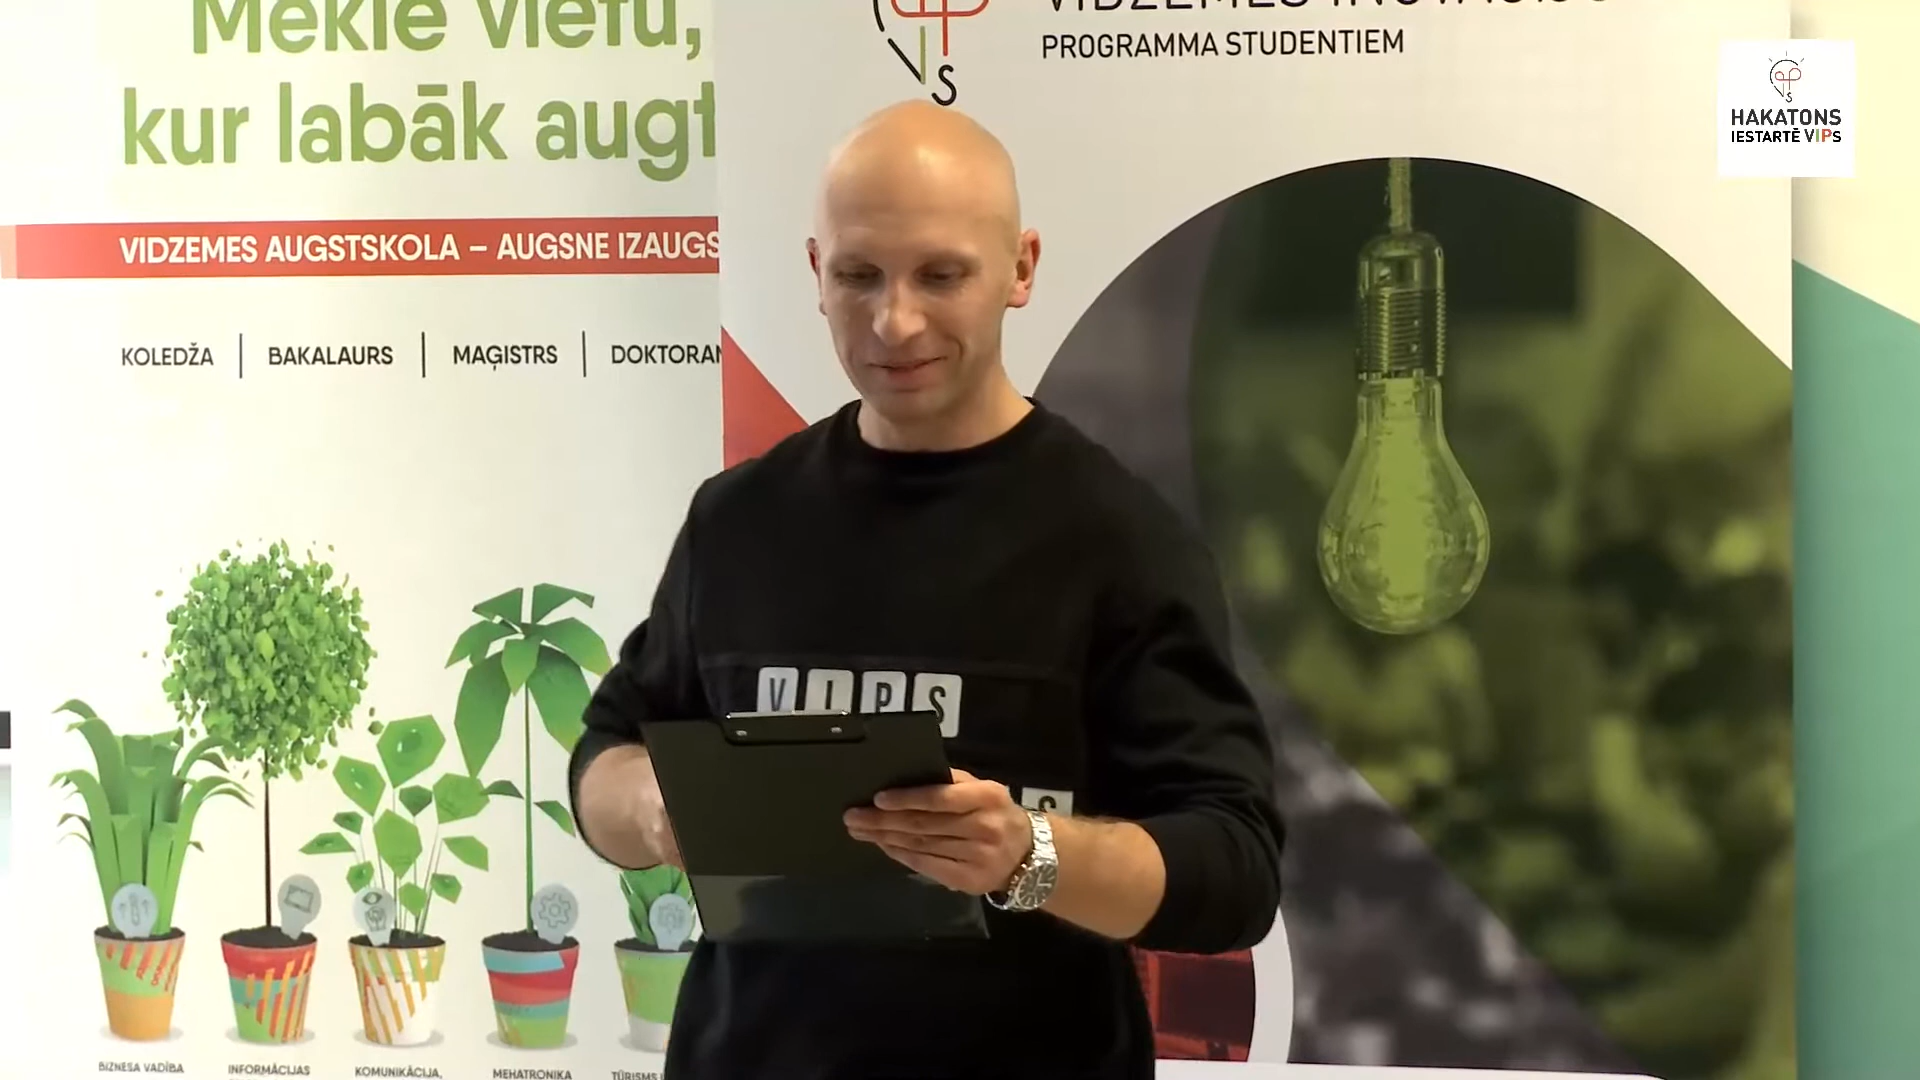 Meklē vietu,
kur labāk augt
VIDZEMES AUGSTSKOLA – AUGSNE IZAUGS
KOLEDŽA | BAKALAURS | MAĢISTRS | DOKTORAN
BIZNESA VADĪBA
INFORMĀCIJAS
KOMUNIKĀCIJA,
MEHATRONIKA
TŪRISMS
S
PROGRAMMA STUDENTIEM
VIPS
S
S
HAKATONS
IESTARTĒ VIPS